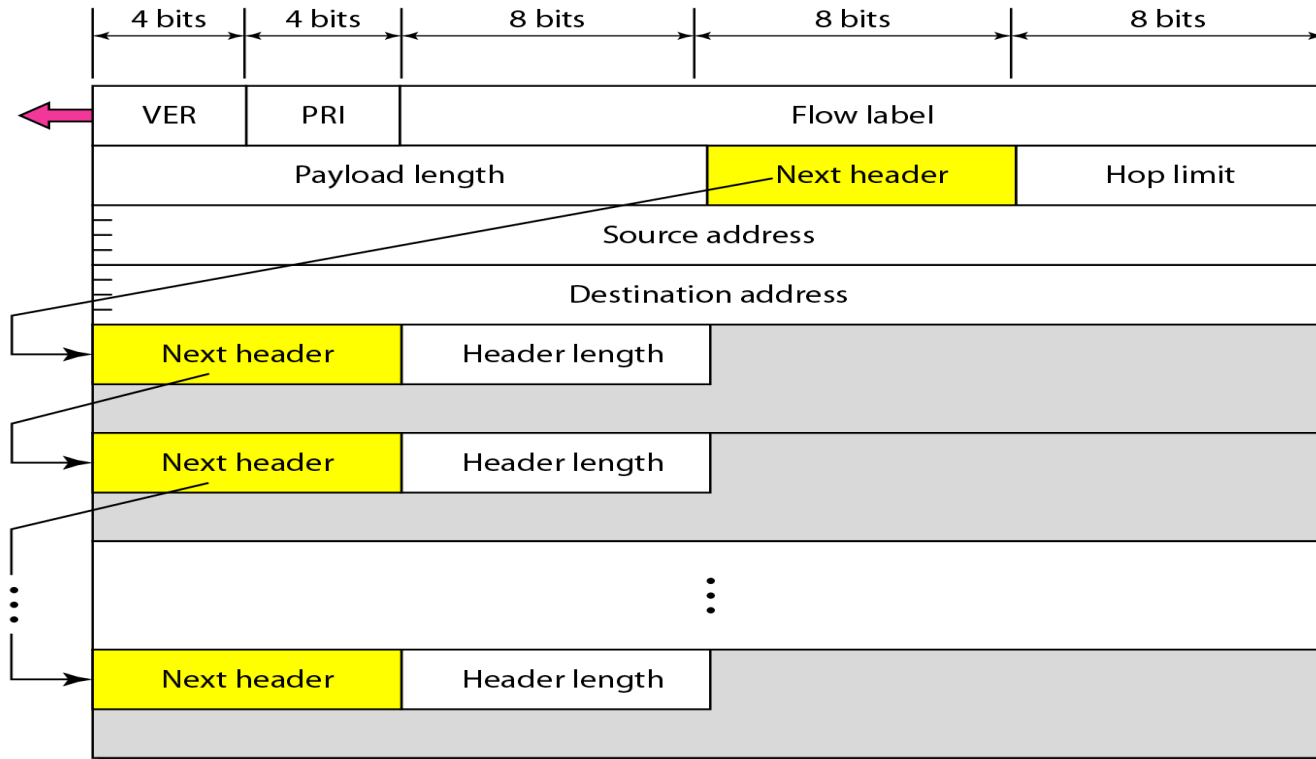 4 bits 4 bits 8 bits 8 bits 8 bits
VER PRI Flow label
Payload length Next header Hop limit
Source address
Destination address
Next header Header length
Next header Header length
Next header Header length